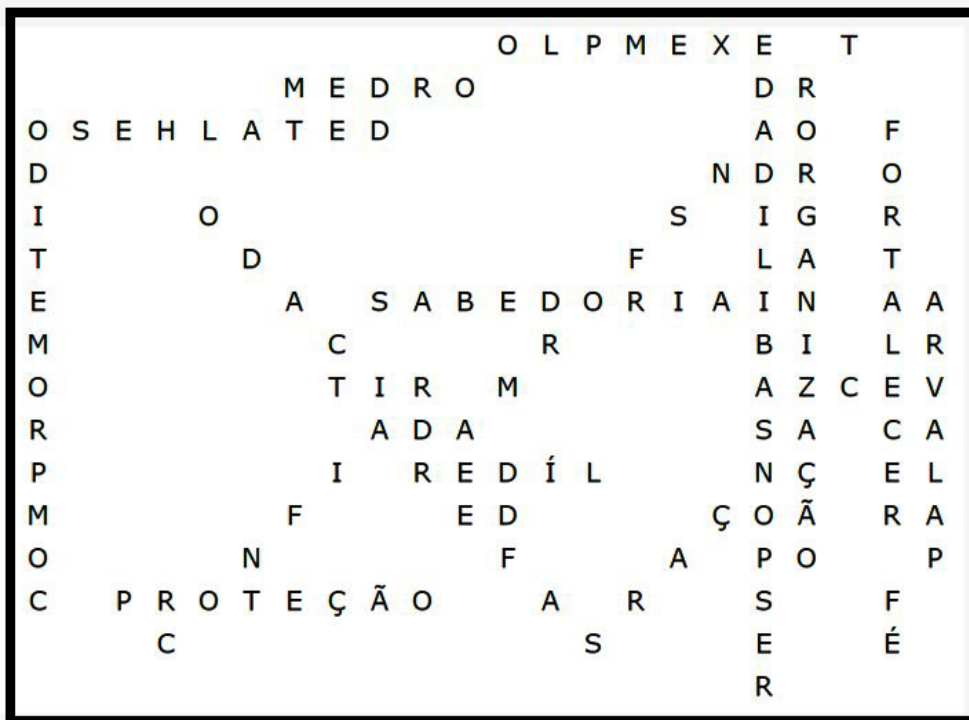 O L P M E X E T
M E D R O D R
O S E H L A T E D A O F
D N D R O
I O S I G R
T D F L A T
E A S A B E D O R I A I N A A
M C R B I L R
O T I R M A Z C E V
R A D A S A C A
P I R E D Í L N Ç E L
M F E D Ç O Ã R A
O N F A P O P
C P R O T E Ç Ã O A R S F
C S E É
R